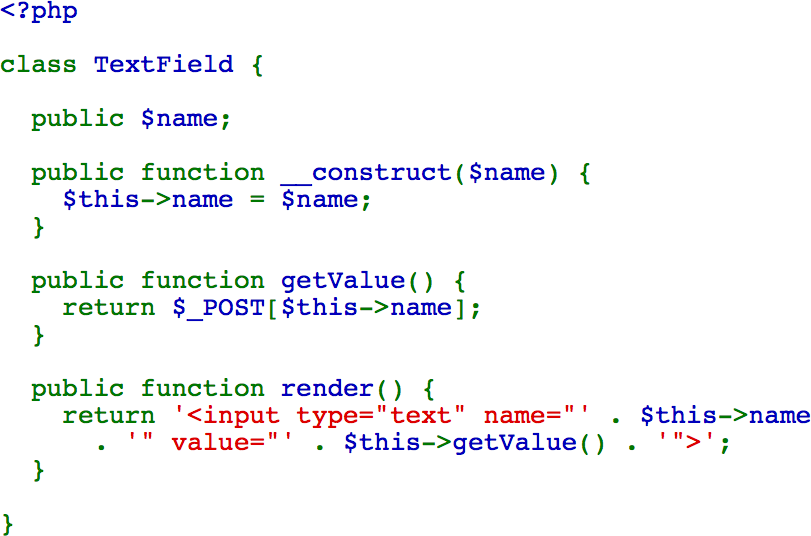 <?php
class TextField {
public $name;
public function __construct($name) {
$this->name = $name;
}
public function getValue() {
return $_POST[$this->name];
}
public function render() {
return '<input type="text" name="' . $this->name
. '" value="' . $this->getValue() . '">';
}
}